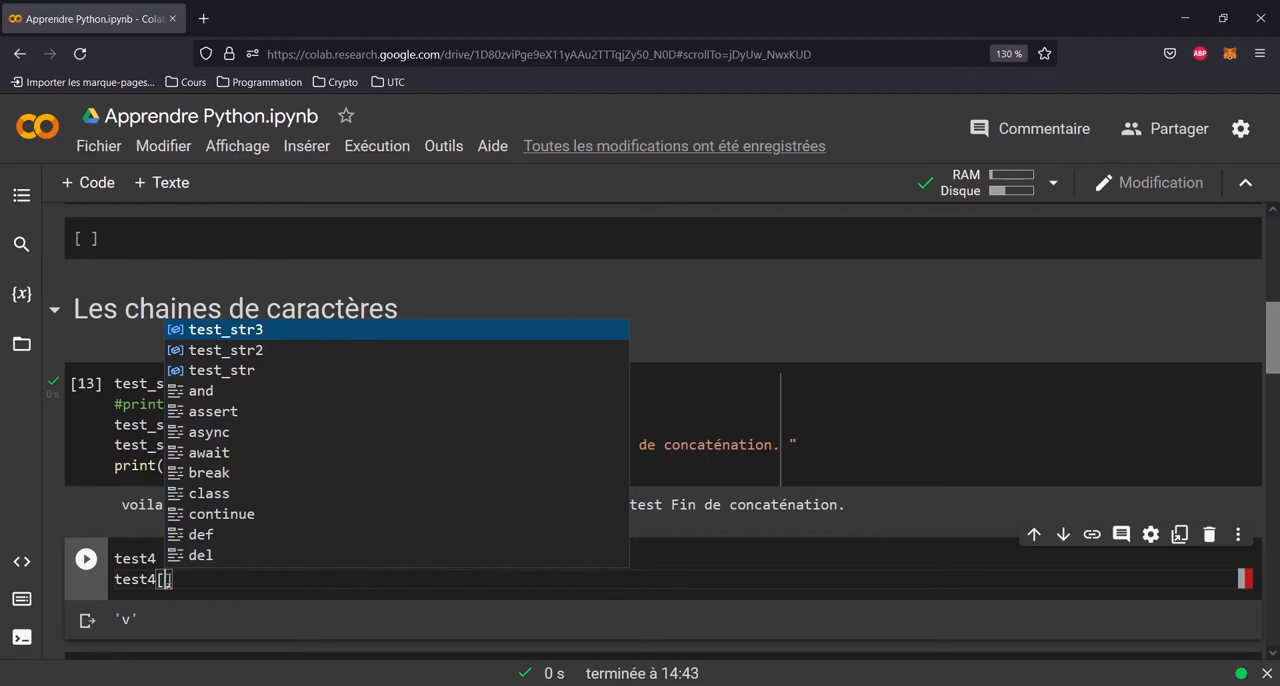 Apprendre Python.ipynb - Cola
https://colab.research.google.com/drive/1D80zviPge9eX11yAAu2TTTqjZy50_N0D#scrollTo=jDyUw_NwxKUD
130 %
ABP
Importer les marque-pages...
Cours
Programmation
Crypto
UTC
Apprendre Python.ipynb
Commentaire
Partager
Fichier
Modifier
Affichage
Insérer
Exécution
Outils
Aide
Toutes les modifications ont été enregistrées
+ Code
+ Texte
RAM
Disque
Modification
[ ]
Les chaines de caractères
test_str3
test_str2
test_str
and
assert
async
await
break
class
continue
def
del
[13]
0s
test_s
#print
test_s
test_s
de concaténation. "
print(
voila
test Fin de concaténation.
test4
test4[]
'v'
0 s
terminée à 14:43